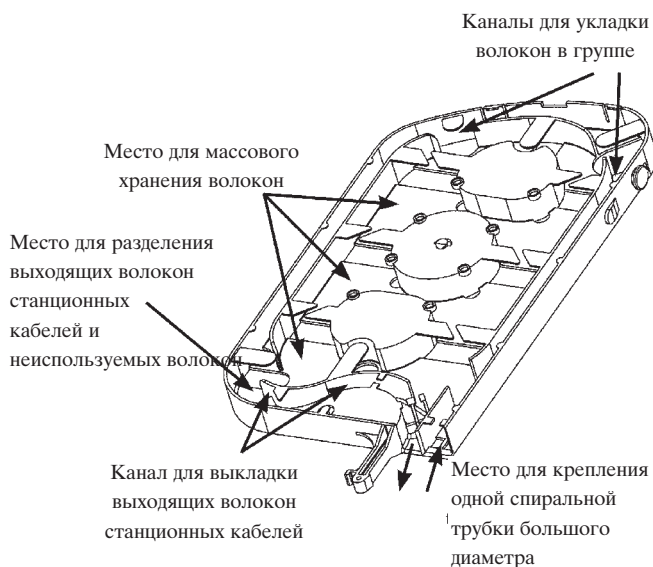 Каналы для укладки
волокон в группе
Место для массового
хранения волокон
Место для разделения
выходящих волокон
станционных
кабелей и
неиспользуемых волокон
Канал для выкладки
выходящих волокон
станционных кабелей
Место для крепления
одной спиральной
трубки большого
диаметра